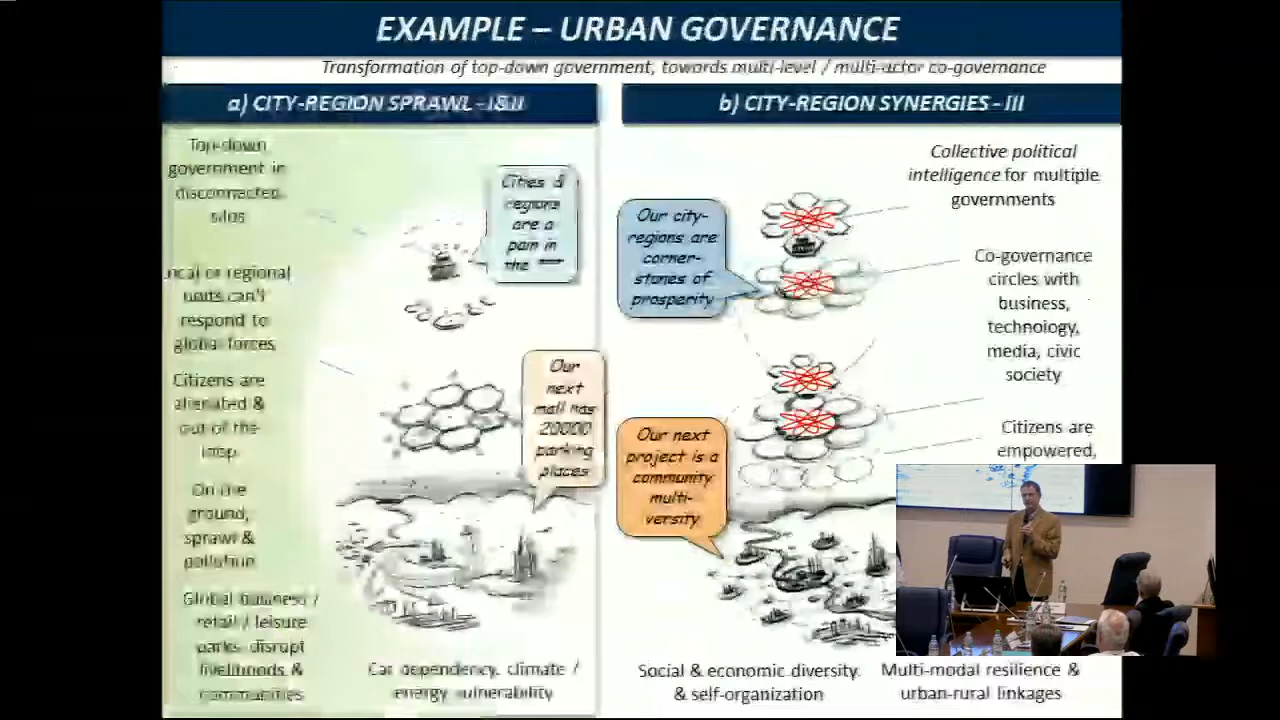 EXAMPLE – URBAN GOVERNANCE
Transformation of top-down government, towards multi-level / multi-actor co-governance
a) CITY-REGION SPRAWL - I&II
Top-down
government in
disconnected
silos
Cities &
regions
are a
pain in
the ****
local or regional
units can't
respond to
global forces
Citizens are
alienated &
out of the
loop
Our
next
mall has
20000
parking
places
On the
ground,
sprawl &
pollution
Global business /
retail / leisure
parks disrupt
livelihoods &
communities
Car dependency, climate /
energy vulnerability
b) CITY-REGION SYNERGIES - III
Collective political
intelligence for multiple
governments
Our city-
regions are
corner-
stones of
prosperity
Co-governance
circles with
business,
technology,
media, civic
society
Our next
project is a
community
multi-
versity
Citizens are
empowered,
Social & economic diversity
& self-organization
Multi-modal resilience &
urban-rural linkages